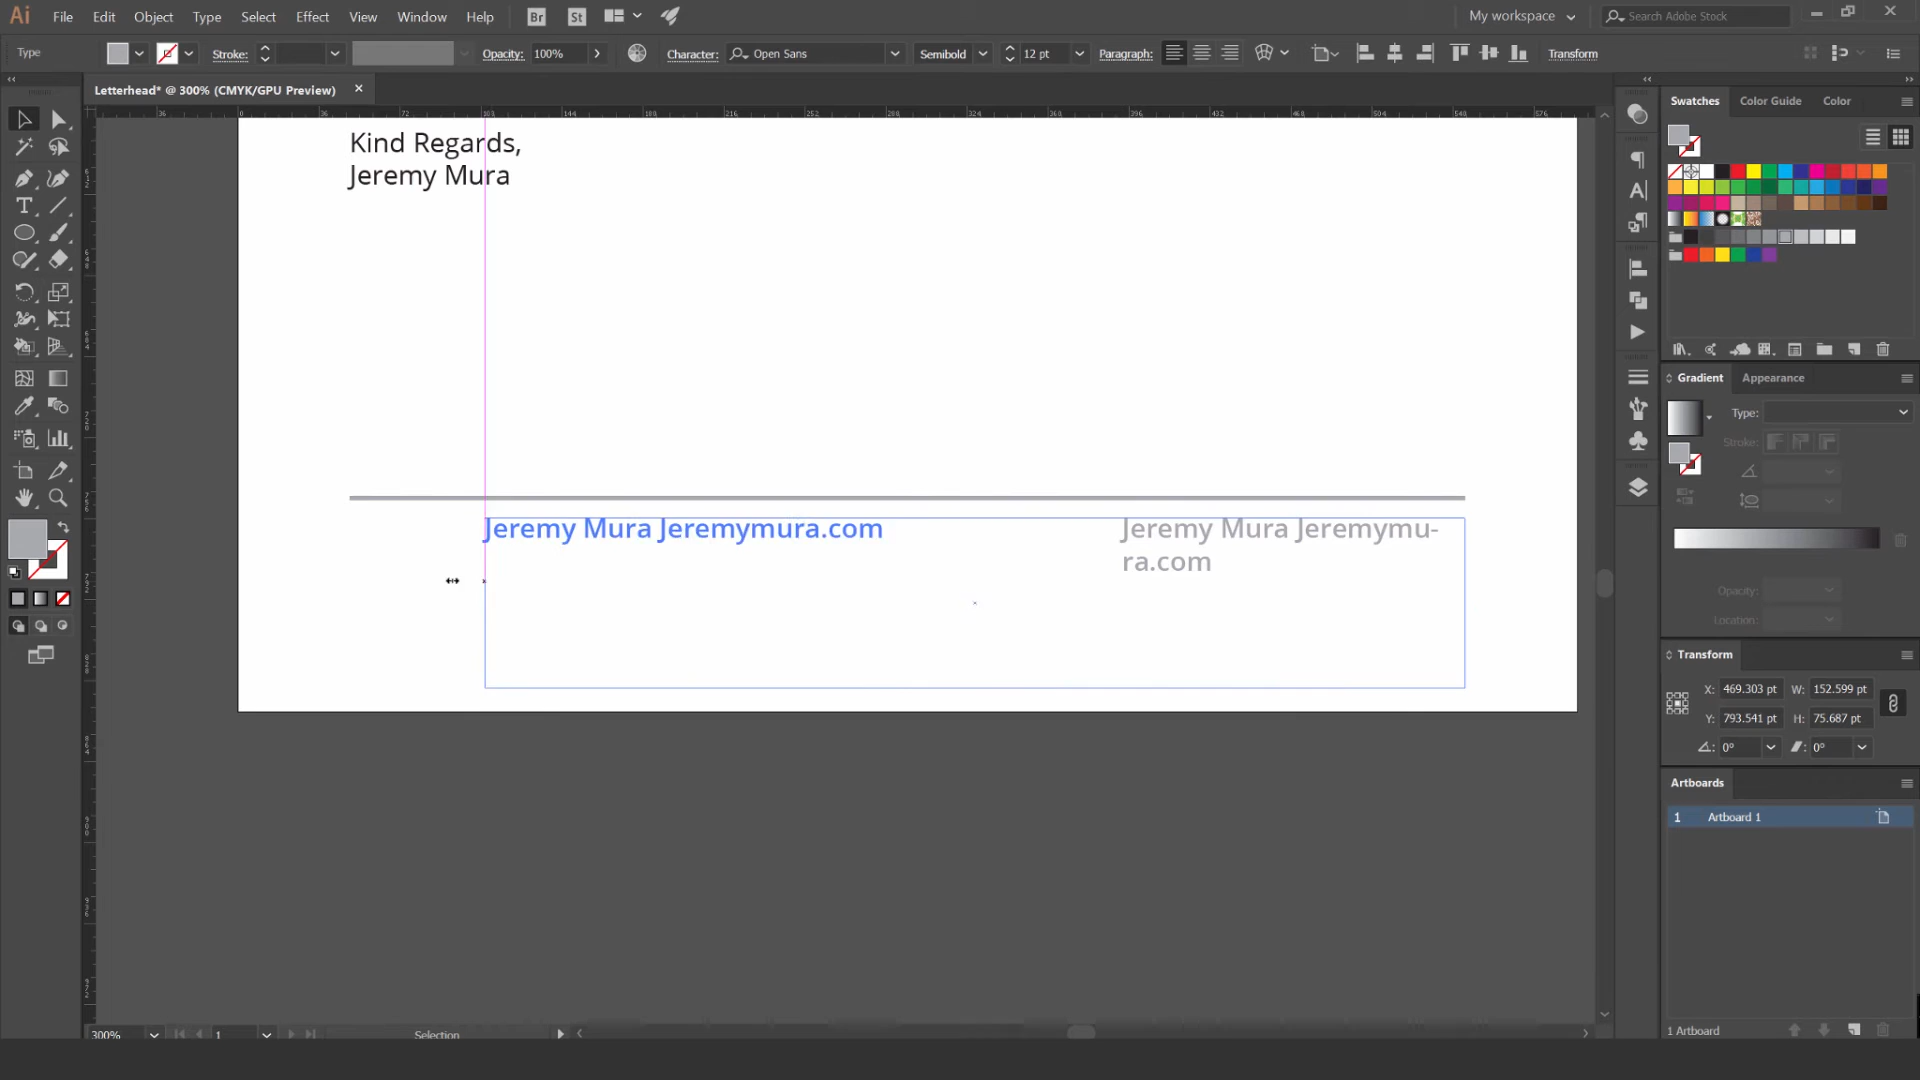 Ai File Edit Object Type Select Effect View Window Help Br St My workspace Search Adobe Stock
Type Stroke: Opacity: 100% Character: Open Sans Semibold 12 pt Paragraph: Transform
Letterhead* @ 300% (CMYK/GPU Preview)
Kind Regards,
Jeremy Mura
Jeremy Mura Jeremymura.com
Jeremy Mura Jeremymu-
ra.com
Swatches Color Guide Color
Gradient Appearance
Type:
Stroke:
Opacity:
Location:
Transform
X: 469.303 pt W: 152.599 pt
Y: 793.541 pt H: 75.687 pt
0° 0°
Artboards
1 Artboard 1
1 Artboard
300% 1 Selection